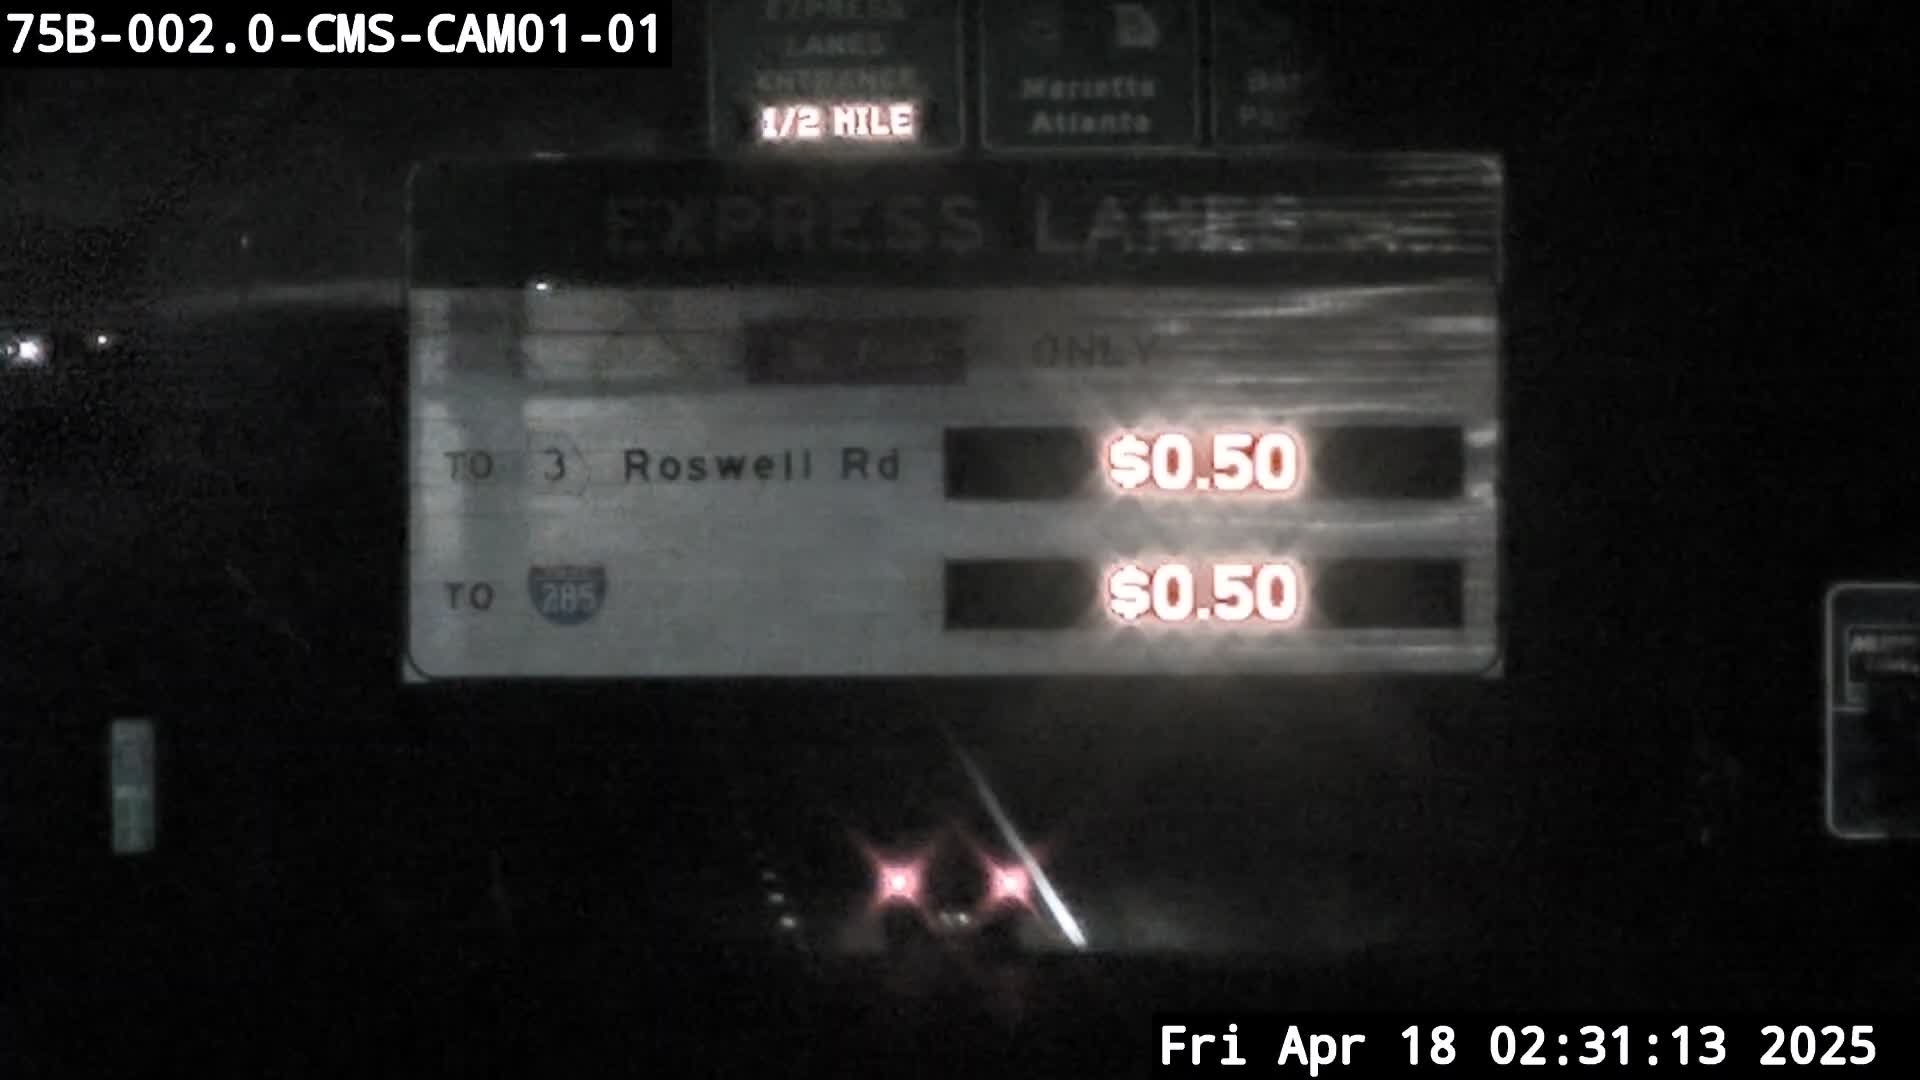 75B-002.0-CMS-CAM01-01
EXPRESS
LANES
ENTRANCE
1/2 MILE
Marietta
Atlanta
EXPRESS LANES
ONLY
TO 3 Roswell Rd $0.50
TO 285 $0.50
Fri Apr 18 02:31:13 2025